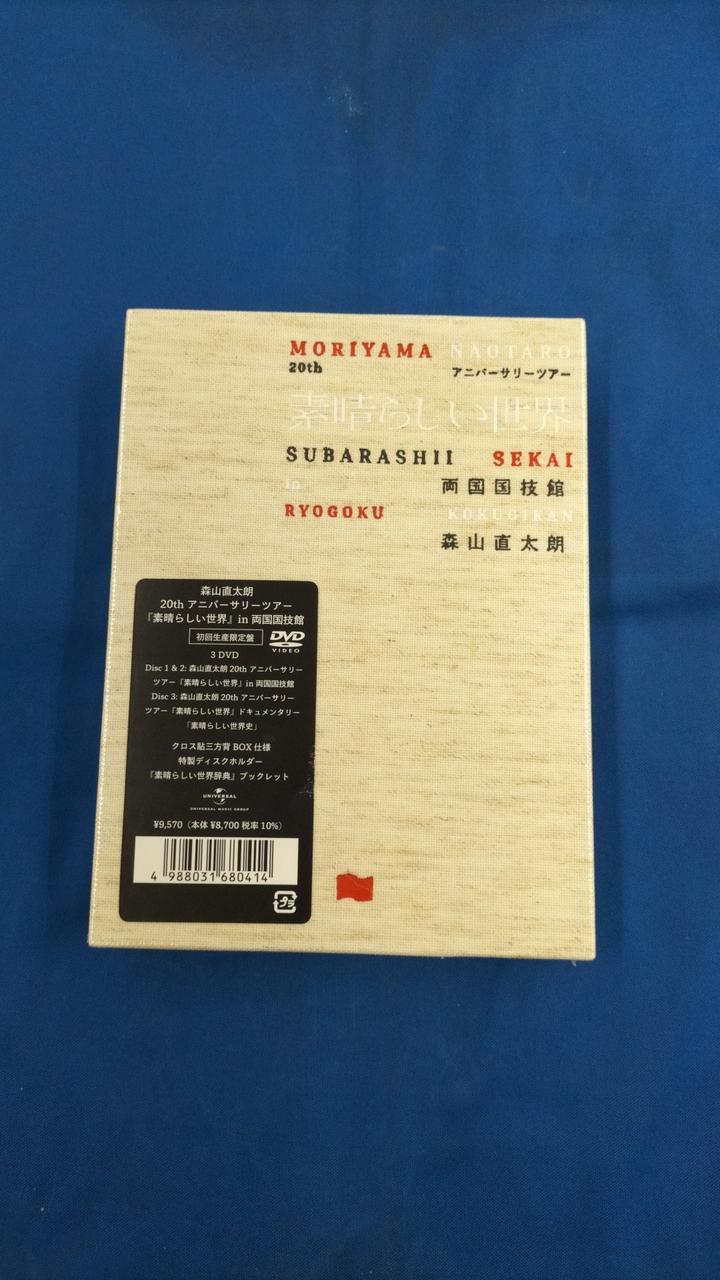 MORIYAMA NAOTARO
20th アニバーサリーツアー
素晴らしい世界
SUBARASHII SEKAI
in 両国国技館
RYOGOKU KOKUGIKAN
森山直太朗
森山直太朗
20th アニバーサリーツアー
『素晴らしい世界』in 両国国技館
初回生産限定盤 DVD
VIDEO
3 DVD
Disc 1 & 2: 森山直太朗 20th アニバーサリー
ツアー『素晴らしい世界』in 両国国技館
Disc 3: 森山直太朗 20th アニバーサリー
ツアー『素晴らしい世界』ドキュメンタリー
「素晴らしい世界史」
クロス貼三方背 BOX 仕様
特製ディスクホルダー
『素晴らしい世界辞典』ブックレット
UNIVERSAL
UNIVERSAL MUSIC GROUP
¥9,570（本体 ¥8,700 税率 10%）
4 988031 680414
プラ